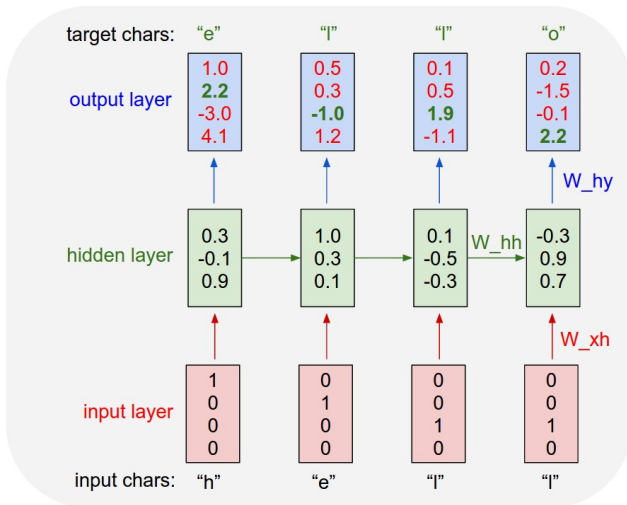 target chars: "e" "l" "l" "o"
1.0 0.5 0.1 0.2
2.2 0.3 0.5 -1.5
output layer -3.0 -1.0 1.9 -0.1
4.1 1.2 -1.1 2.2
W_hy
0.3 1.0 0.1 -0.3
hidden layer -0.1 0.3 -0.5 W_hh 0.9
0.9 0.1 -0.3 0.7
W_xh
1 0 0 0
0 1 0 0
input layer 0 0 1 1
0 0 0 0
input chars: "h" "e" "l" "l"